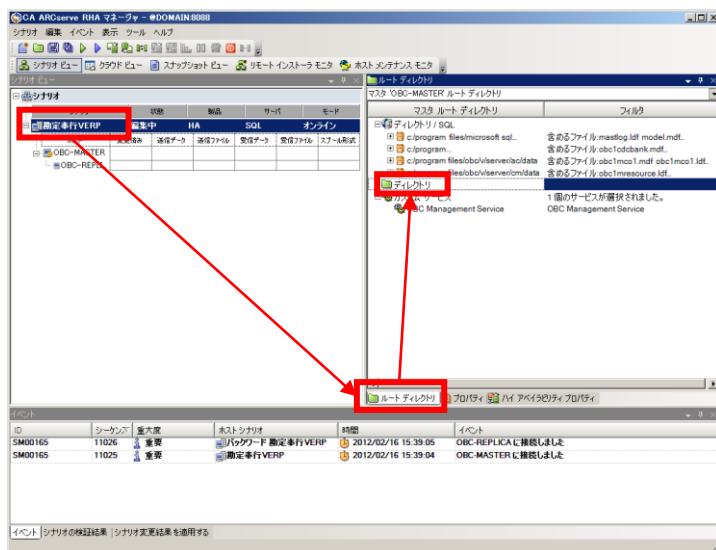 CA ARCserve RHA マネージャ - @DOMAIN:8088
シナリオ 編集 イベント 表示 ツール ヘルプ
シナリオ ビュー クラウド ビュー スナップショット ビュー リモート インストーラ モニタ ホスト メンテナンス モニタ
シナリオ ビュー
シナリオ
状態 製品 サーバ モード
勘定奉行VERP 編集中 HA SQL オンライン
変更済み 送信データ 送信ファイル 受信データ 受信ファイル スプール形式
OBC-MASTER
OBC-REPLI
ルート ディレクトリ
マスタ 'OBC-MASTER' ルート ディレクトリ
マスタ ルート ディレクトリ フィルタ
ディレクトリ / SQL
c:/program files/microsoft sql.. 含めるファイル:mastlog.ldf model.mdf..
c:/program... 含めるファイル:obc1odcbank.mdf..
c:/program files/obc/v/server/ac/data 含めるファイル:obc1mco1.mdf obc1mco1.ldf..
c:/program files/obc/v/server/cm/data 含めるファイル:obc1mresource.ldf..
ディレクトリ
カスタム サービス 1 個のサービスが選択されました。
OBC Management Service OBC Management Service
ルート ディレクトリ プロパティ ハイ アベイラビリティ プロパティ
イベント
ID シーケンス 重大度 ホスト シナリオ 時間 イベント
SM00165 11026 重要 バックワード 勘定奉行VERP 2012/02/16 15:39:05 OBC-REPLICA に接続しました
SM00165 11025 重要 勘定奉行VERP 2012/02/16 15:39:04 OBC-MASTER に接続しました
イベント シナリオの検証結果 シナリオ変更結果 を適用する